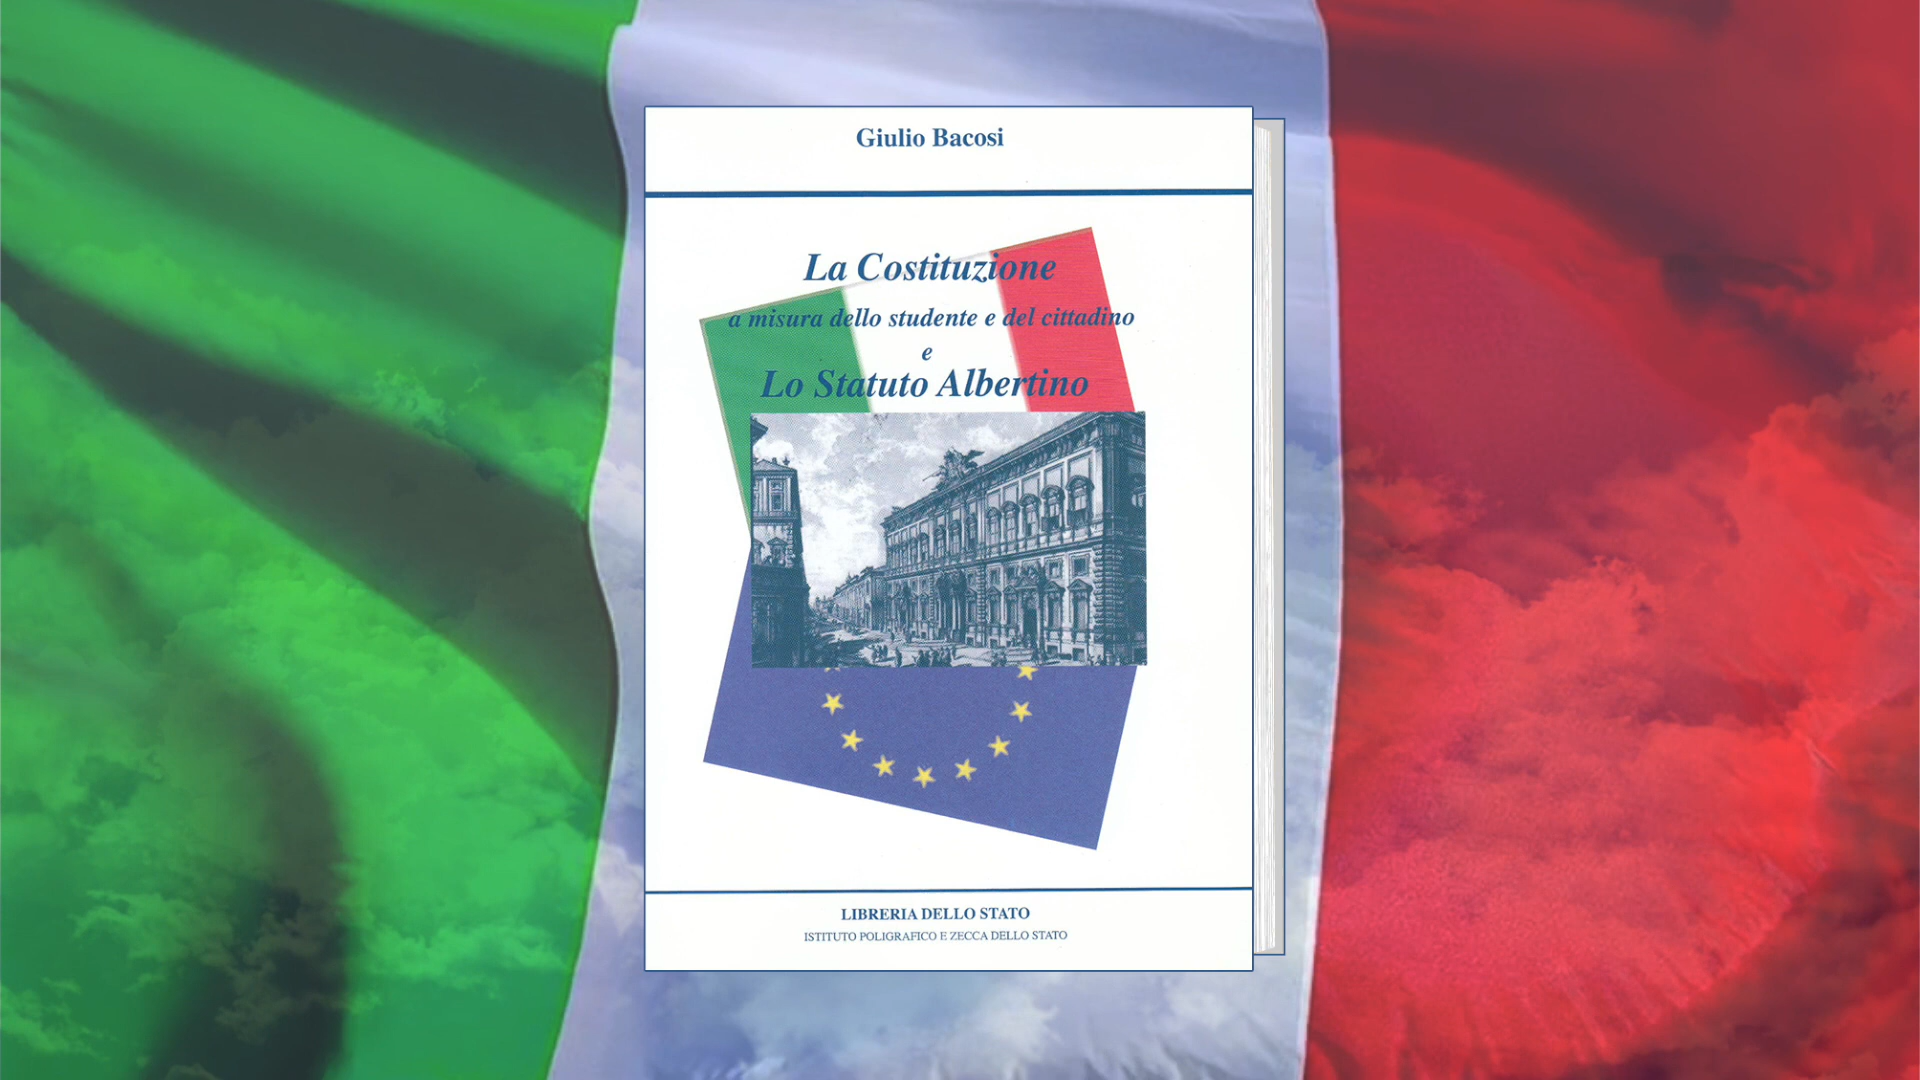 Giulio Bacosi
La Costituzione
a misura dello studente e del cittadino
e
Lo Statuto Albertino
LIBRERIA DELLO STATO
ISTITUTO POLIGRAFICO E ZECCA DELLO STATO